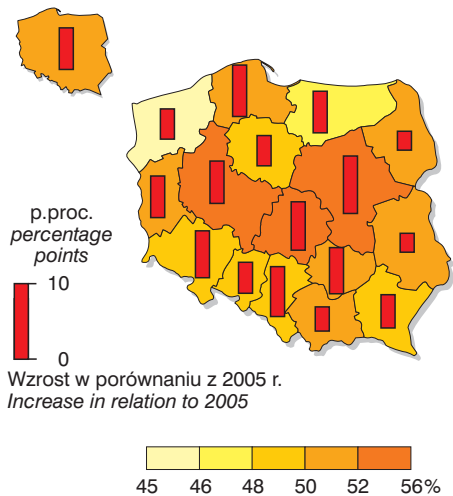 p.proc.
percentage
points
10
0
Wzrost w porównaniu z 2005 r.
Increase in relation to 2005
45 46 48 50 52 56%